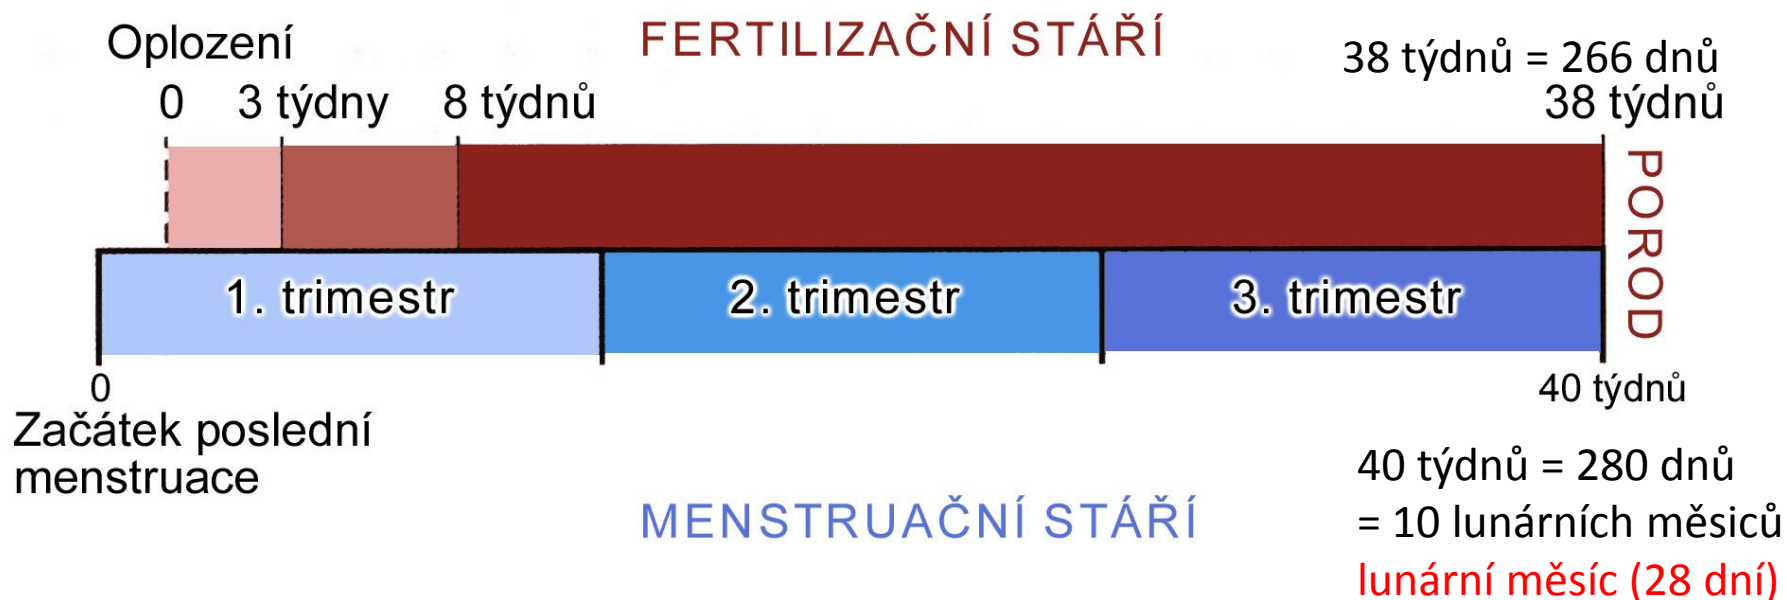 Oplození
FERTILIZAČNÍ STÁŘÍ
38 týdnů = 266 dnů
0 3 týdny 8 týdnů 38 týdnů
POROD
1. trimestr 2. trimestr 3. trimestr
0 40 týdnů
Začátek poslední
menstruace
40 týdnů = 280 dnů
MENSTRUAČNÍ STÁŘÍ
= 10 lunárních měsiců
lunární měsíc (28 dní)